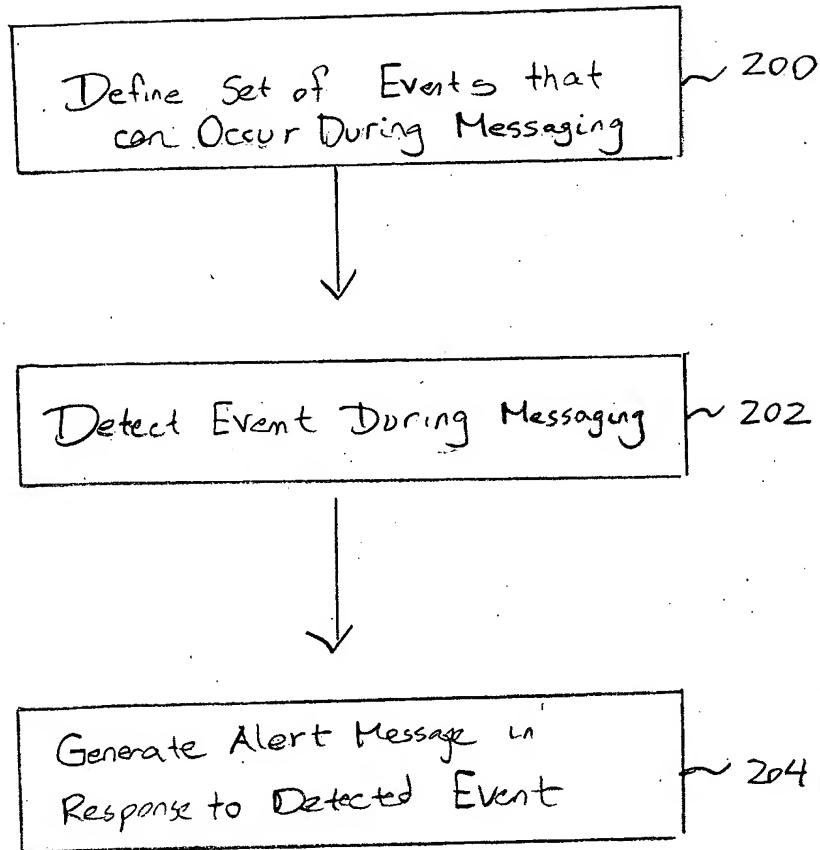 Define Set of Events that
can Occur During Messaging
200
Detect Event During Messaging
202
Generate Alert Message in
Response to Detected Event
204